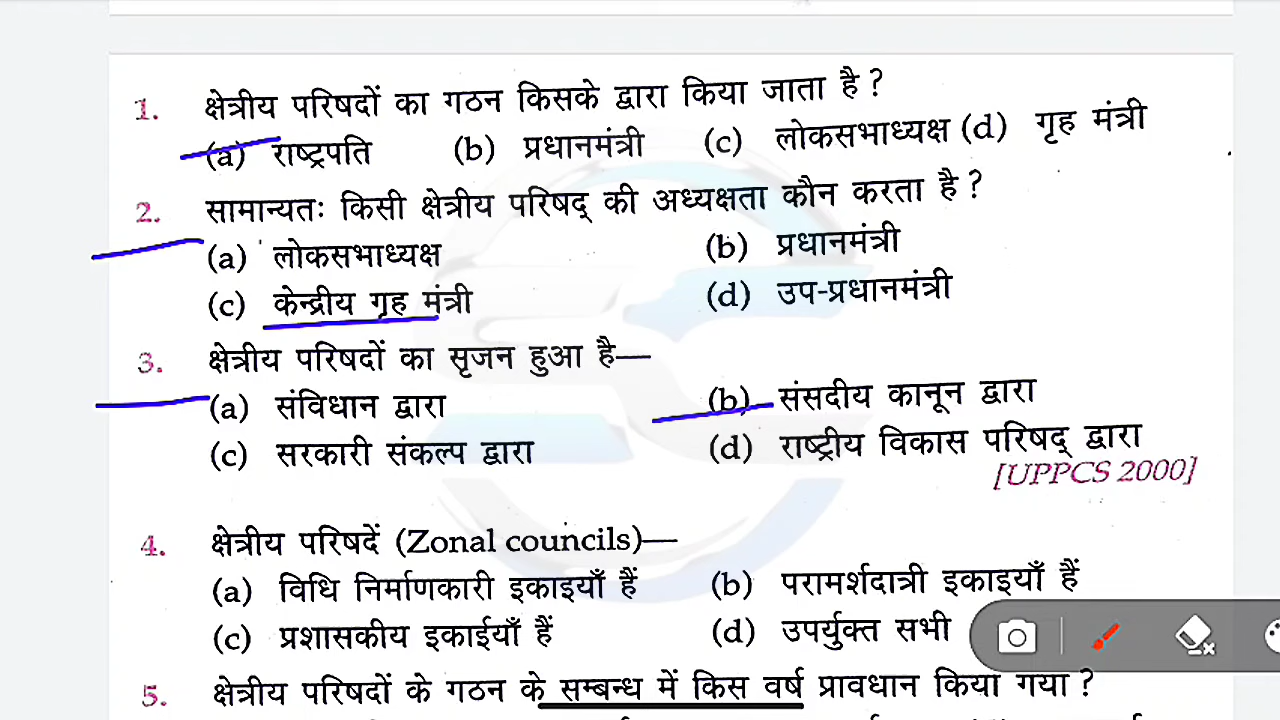 1. क्षेत्रीय परिषदों का गठन किसके द्वारा किया जाता है ?
(a) राष्ट्रपति (b) प्रधानमंत्री (c) लोकसभाध्यक्ष (d) गृह मंत्री
2. सामान्यतः किसी क्षेत्रीय परिषद् की अध्यक्षता कौन करता है ?
(a) लोकसभाध्यक्ष (b) प्रधानमंत्री
(c) केन्द्रीय गृह मंत्री (d) उप-प्रधानमंत्री
3. क्षेत्रीय परिषदों का सृजन हुआ है—
(a) संविधान द्वारा (b) संसदीय कानून द्वारा
(c) सरकारी संकल्प द्वारा (d) राष्ट्रीय विकास परिषद् द्वारा
[UPPCS 2000]
4. क्षेत्रीय परिषदें (Zonal councils)—
(a) विधि निर्माणकारी इकाइयाँ हैं (b) परामर्शदात्री इकाइयाँ हैं
(c) प्रशासकीय इकाईयाँ हैं (d) उपर्युक्त सभी
5. क्षेत्रीय परिषदों के गठन के सम्बन्ध में किस वर्ष प्रावधान किया गया ?